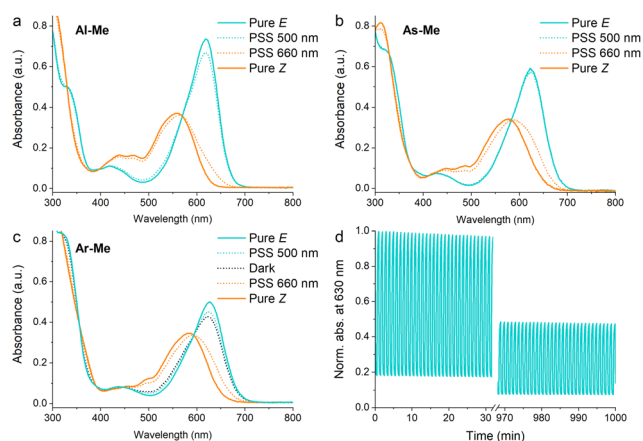 a
Al-Me
Pure E
PSS 500 nm
PSS 660 nm
Pure Z
0.8
0.6
0.4
0.2
0.0
Absorbance (a.u.)
300 400 500 600 700 800
Wavelength (nm)
b
As-Me
Pure E
PSS 500 nm
PSS 660 nm
Pure Z
0.8
0.6
0.4
0.2
0.0
Absorbance (a.u.)
300 400 500 600 700 800
Wavelength (nm)
c
Ar-Me
Pure E
PSS 500 nm
Dark
PSS 660 nm
Pure Z
0.8
0.6
0.4
0.2
0.0
Absorbance (a.u.)
300 400 500 600 700 800
Wavelength (nm)
d
1.0
0.8
0.6
0.4
0.2
0.0
Norm. abs. at 630 nm
0 10 20 30 970 980 990 1000
Time (min)